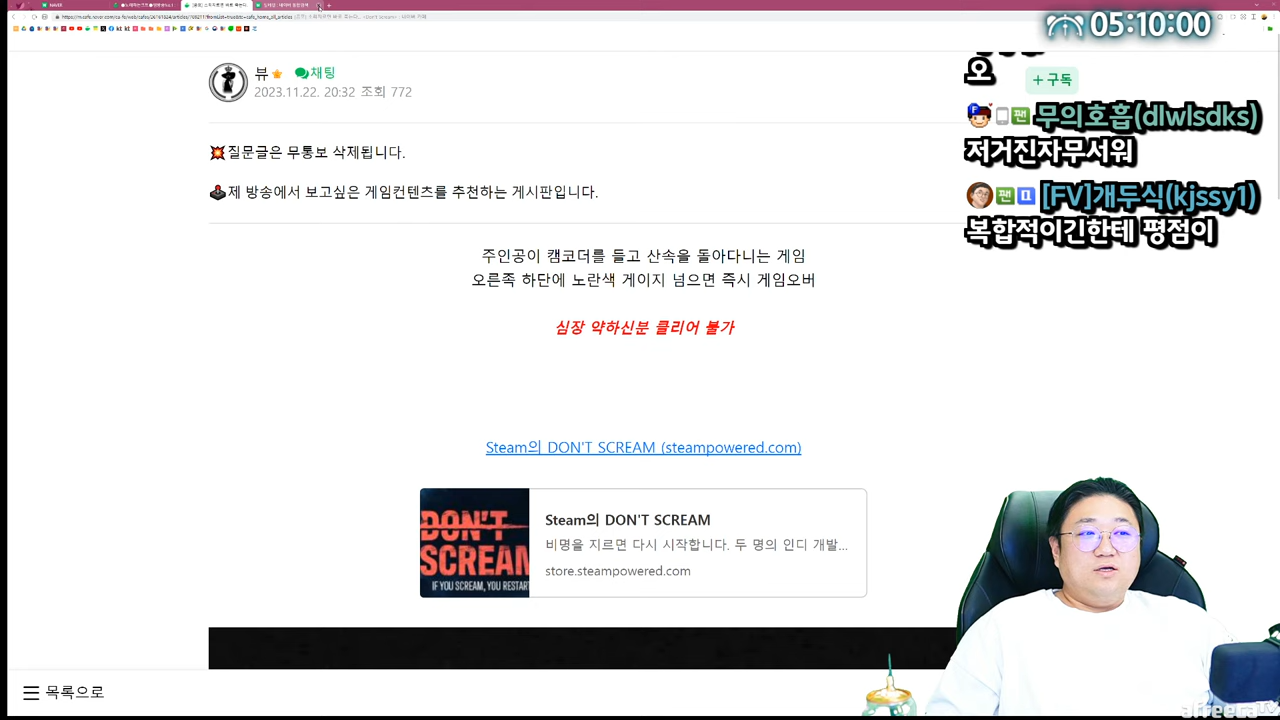 05:10:00
뷰
채팅
2023.11.22. 20:32 조회 772
+ 구독
오
팬 무의호흡(dlwlsdks)
저거진자무서워
팬 [FV]개두식(kjssy1)
복합적이긴한테 평점이
질문글은 무통보 삭제됩니다.
제 방송에서 보고싶은 게임컨텐츠를 추천하는 게시판입니다.
주인공이 캠코더를 들고 산속을 돌아다니는 게임
오른족 하단에 노란색 게이지 넘으면 즉시 게임오버
심장 약하신분 클리어 불가
Steam의 DON'T SCREAM (steampowered.com)
DON'T
SCREAM
IF YOU SCREAM, YOU RESTART
Steam의 DON'T SCREAM
비명을 지르면 다시 시작합니다. 두 명의 인디 개발...
store.steampowered.com
목록으로
afreecaTV